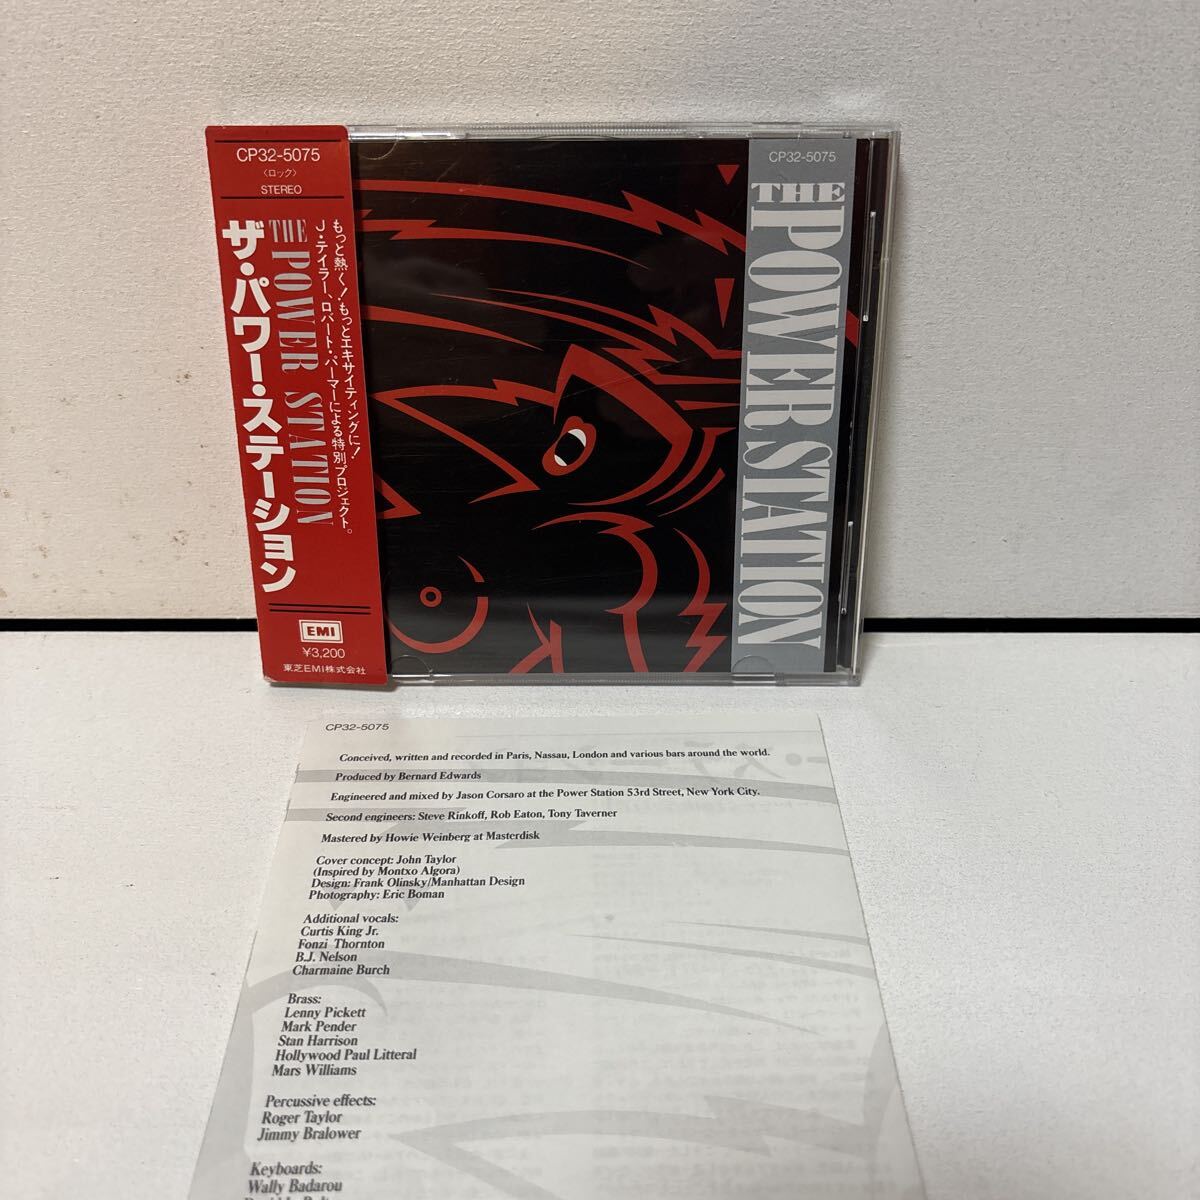 CP32-5075
〈ロック〉
STEREO
もっと熱く!もっとエキサイティングに!
J・テイラー、ロバート・パーマーによる特別プロジェクト。
THE POWER STATION
ザ・パワー・ステーション
EMI
¥3,200
東芝EMI株式会社
CP32-5075
THE POWER STATION
CP32-5075
Conceived, written and recorded in Paris, Nassau, London and various bars around the world.
Produced by Bernard Edwards
Engineered and mixed by Jason Corsaro at the Power Station 53rd Street, New York City.
Second engineers: Steve Rinkoff, Rob Eaton, Tony Taverner
Mastered by Howie Weinberg at Masterdisk
Cover concept: John Taylor
(Inspired by Montxo Algora)
Design: Frank Olinsky/Manhattan Design
Photography: Eric Boman
Additional vocals:
Curtis King Jr.
Fonzi Thornton
B.J. Nelson
Charmaine Burch
Brass:
Lenny Pickett
Mark Pender
Stan Harrison
Hollywood Paul Litteral
Mars Williams
Percussive effects:
Roger Taylor
Jimmy Bralower
Keyboards:
Wally Badarou